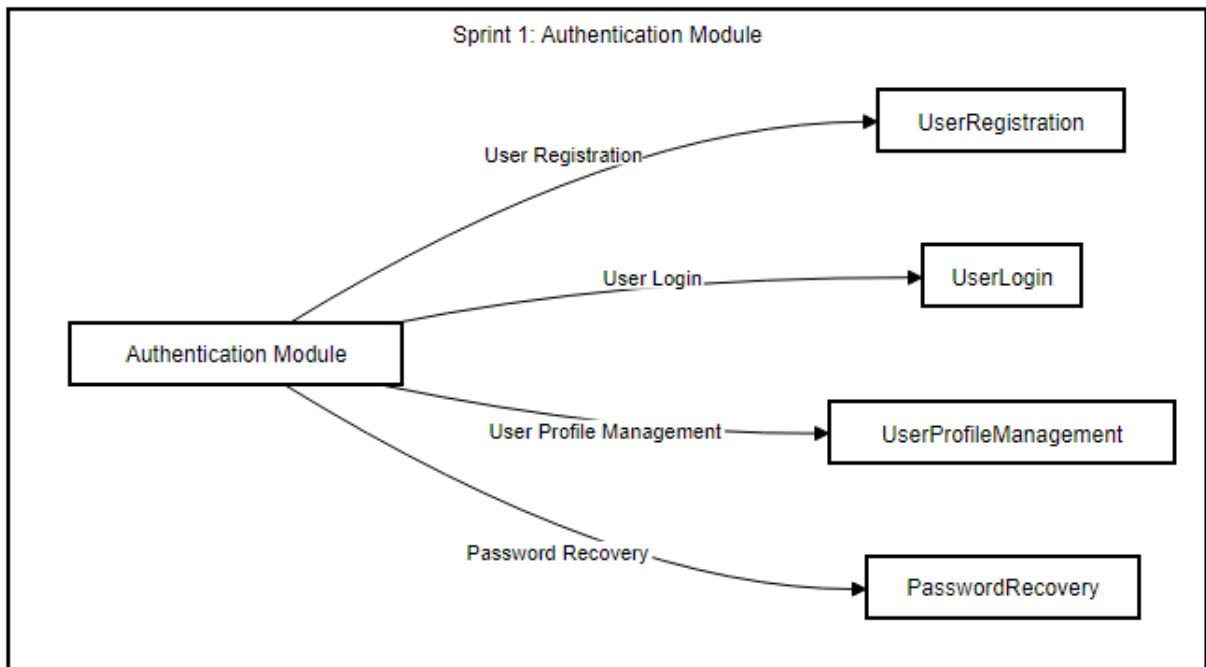 Sprint 1: Authentication Module
User Registration
UserRegistration
User Login
UserLogin
Authentication Module
User Profile Management
UserProfileManagement
Password Recovery
PasswordRecovery